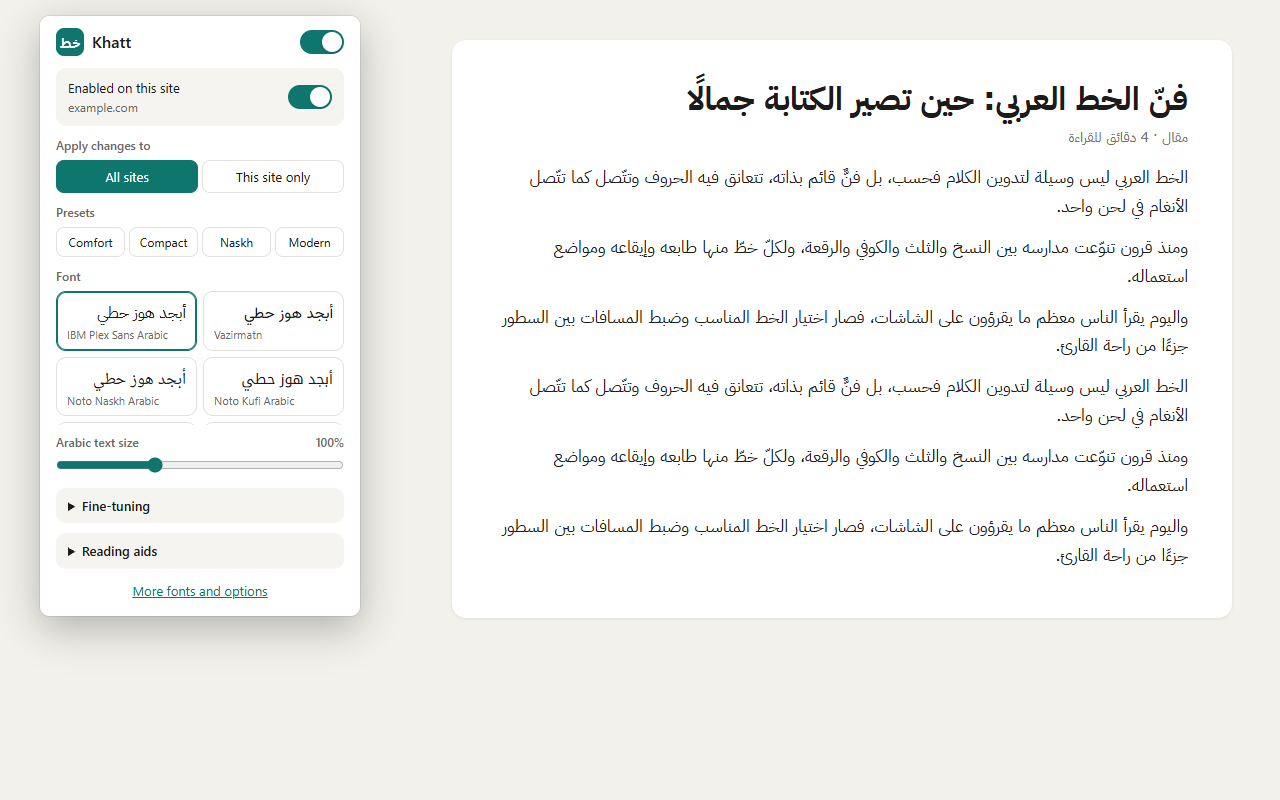 خط Khatt
Enabled on this site
example.com
Apply changes to
All sites
This site only
Presets
Comfort
Compact
Naskh
Modern
Font
أبجد هوز حطي
IBM Plex Sans Arabic
أبجد هوز حطي
Vazirmatn
أبجد هوز حطي
Noto Naskh Arabic
أبجد هوز حطي
Noto Kufi Arabic
Arabic text size
100%
Fine-tuning
Reading aids
More fonts and options
فنّ الخط العربي: حين تصير الكتابة جمالًا
مقال · 4 دقائق للقراءة
الخط العربي ليس وسيلة لتدوين الكلام فحسب، بل فنٌّ قائم بذاته، تتعانق فيه الحروف وتتّصل كما تتّصل
الأنغام في لحن واحد.
ومنذ قرون تنوّعت مدارسه بين النسخ والثلث والكوفي والرقعة، ولكلّ خطّ منها طابعه وإيقاعه ومواضع
استعماله.
واليوم يقرأ الناس معظم ما يقرؤون على الشاشات، فصار اختيار الخط المناسب وضبط المسافات بين السطور
جزءًا من راحة القارئ.
الخط العربي ليس وسيلة لتدوين الكلام فحسب، بل فنٌّ قائم بذاته، تتعانق فيه الحروف وتتّصل كما تتّصل
الأنغام في لحن واحد.
ومنذ قرون تنوّعت مدارسه بين النسخ والثلث والكوفي والرقعة، ولكلّ خطّ منها طابعه وإيقاعه ومواضع
استعماله.
واليوم يقرأ الناس معظم ما يقرؤون على الشاشات، فصار اختيار الخط المناسب وضبط المسافات بين السطور
جزءًا من راحة القارئ.